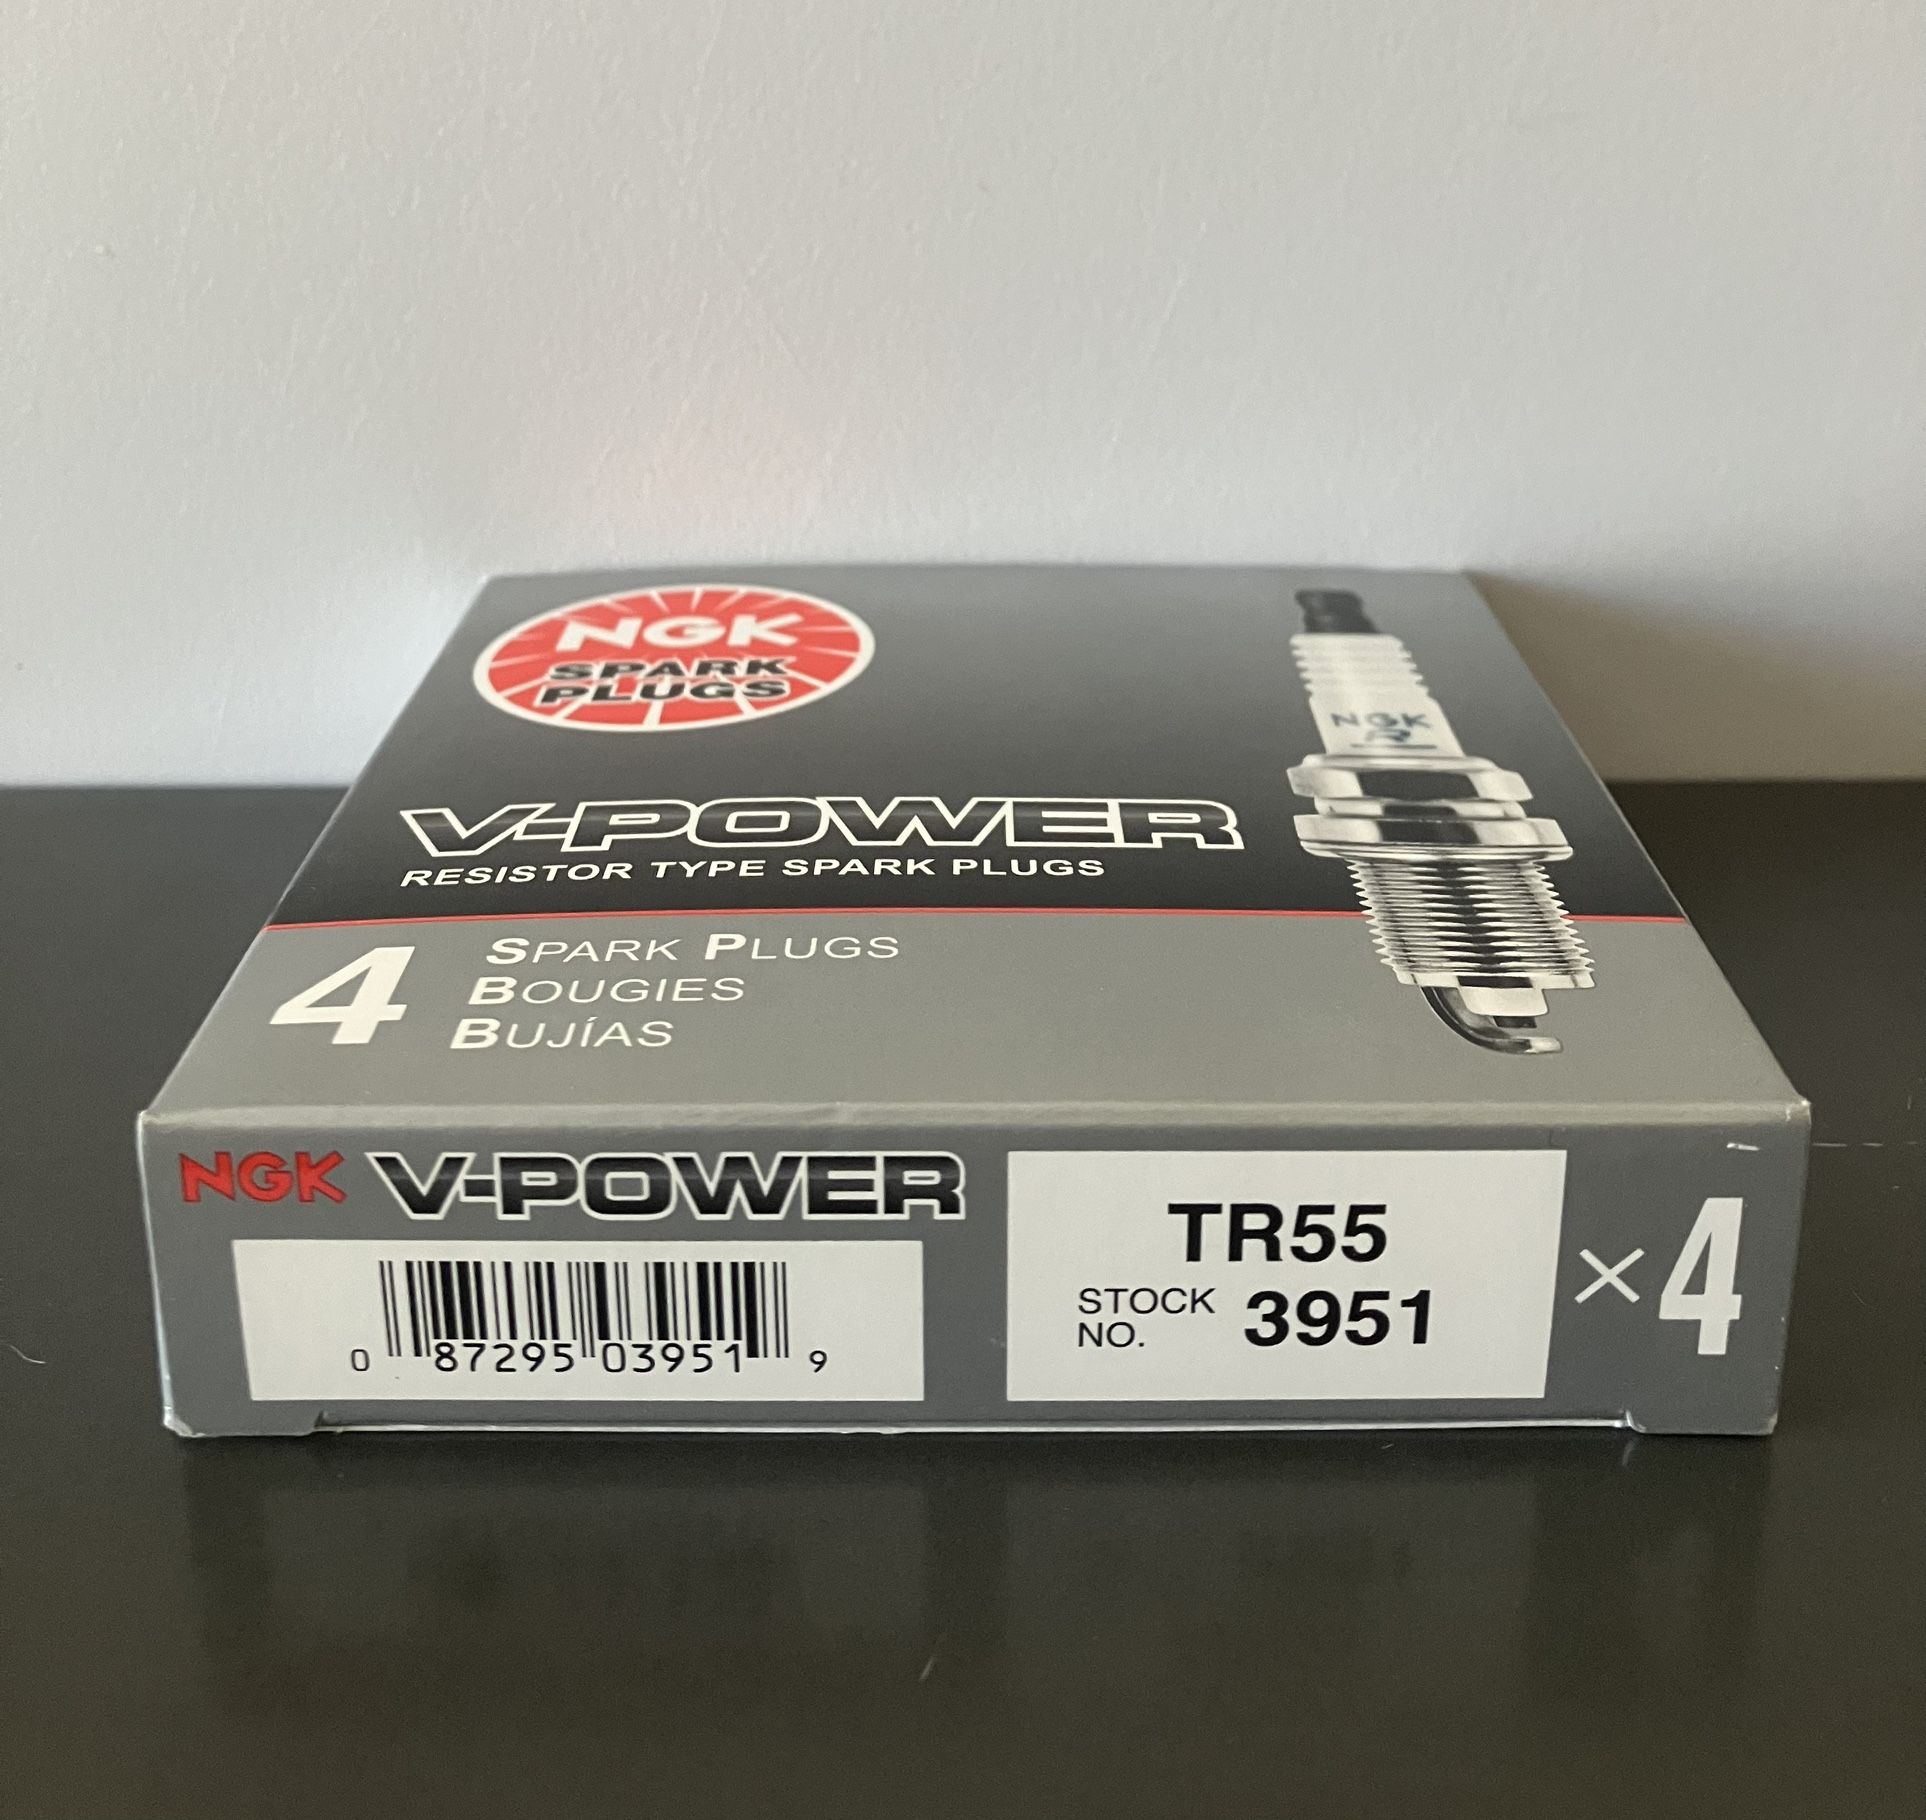 NGK
SPARK
PLUGS
NGK
R
V-POWER
RESISTOR TYPE SPARK PLUGS
4 SPARK PLUGS
BOUGIES
BUJÍAS
NGK V-POWER
0 87295 03951 9
TR55
STOCK NO. 3951
×4